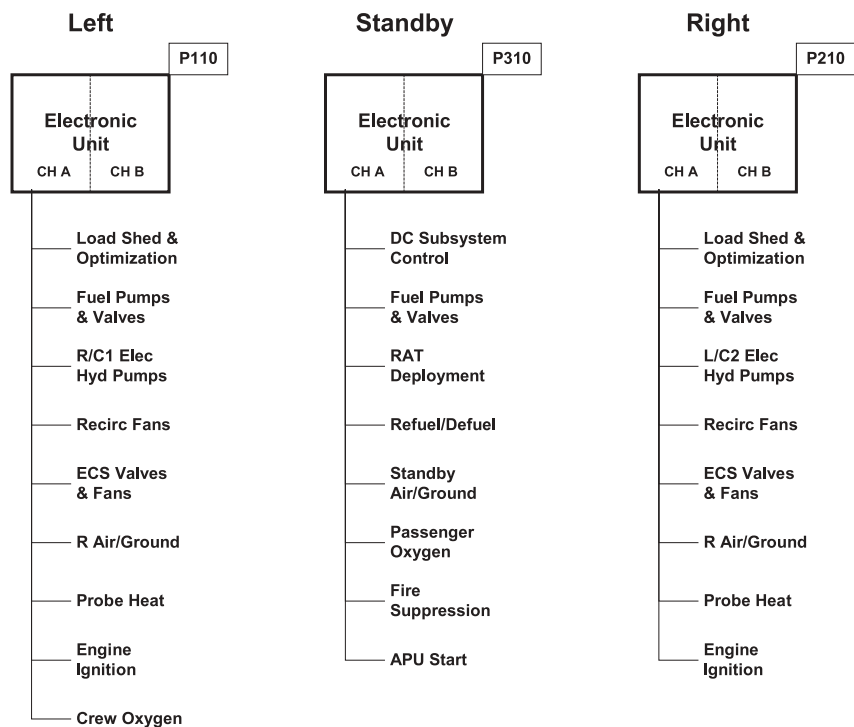 Left
P110
Electronic
Unit
CH A
CH B
Load Shed &
Optimization
Fuel Pumps
& Valves
R/C1 Elec
Hyd Pumps
Recirc Fans
ECS Valves
& Fans
R Air/Ground
Probe Heat
Engine
Ignition
Crew Oxygen
Standby
P310
Electronic
Unit
CH A
CH B
DC Subsystem
Control
Fuel Pumps
& Valves
RAT
Deployment
Refuel/Defuel
Standby
Air/Ground
Passenger
Oxygen
Fire
Suppression
APU Start
Right
P210
Electronic
Unit
CH A
CH B
Load Shed &
Optimization
Fuel Pumps
& Valves
L/C2 Elec
Hyd Pumps
Recirc Fans
ECS Valves
& Fans
R Air/Ground
Probe Heat
Engine
Ignition